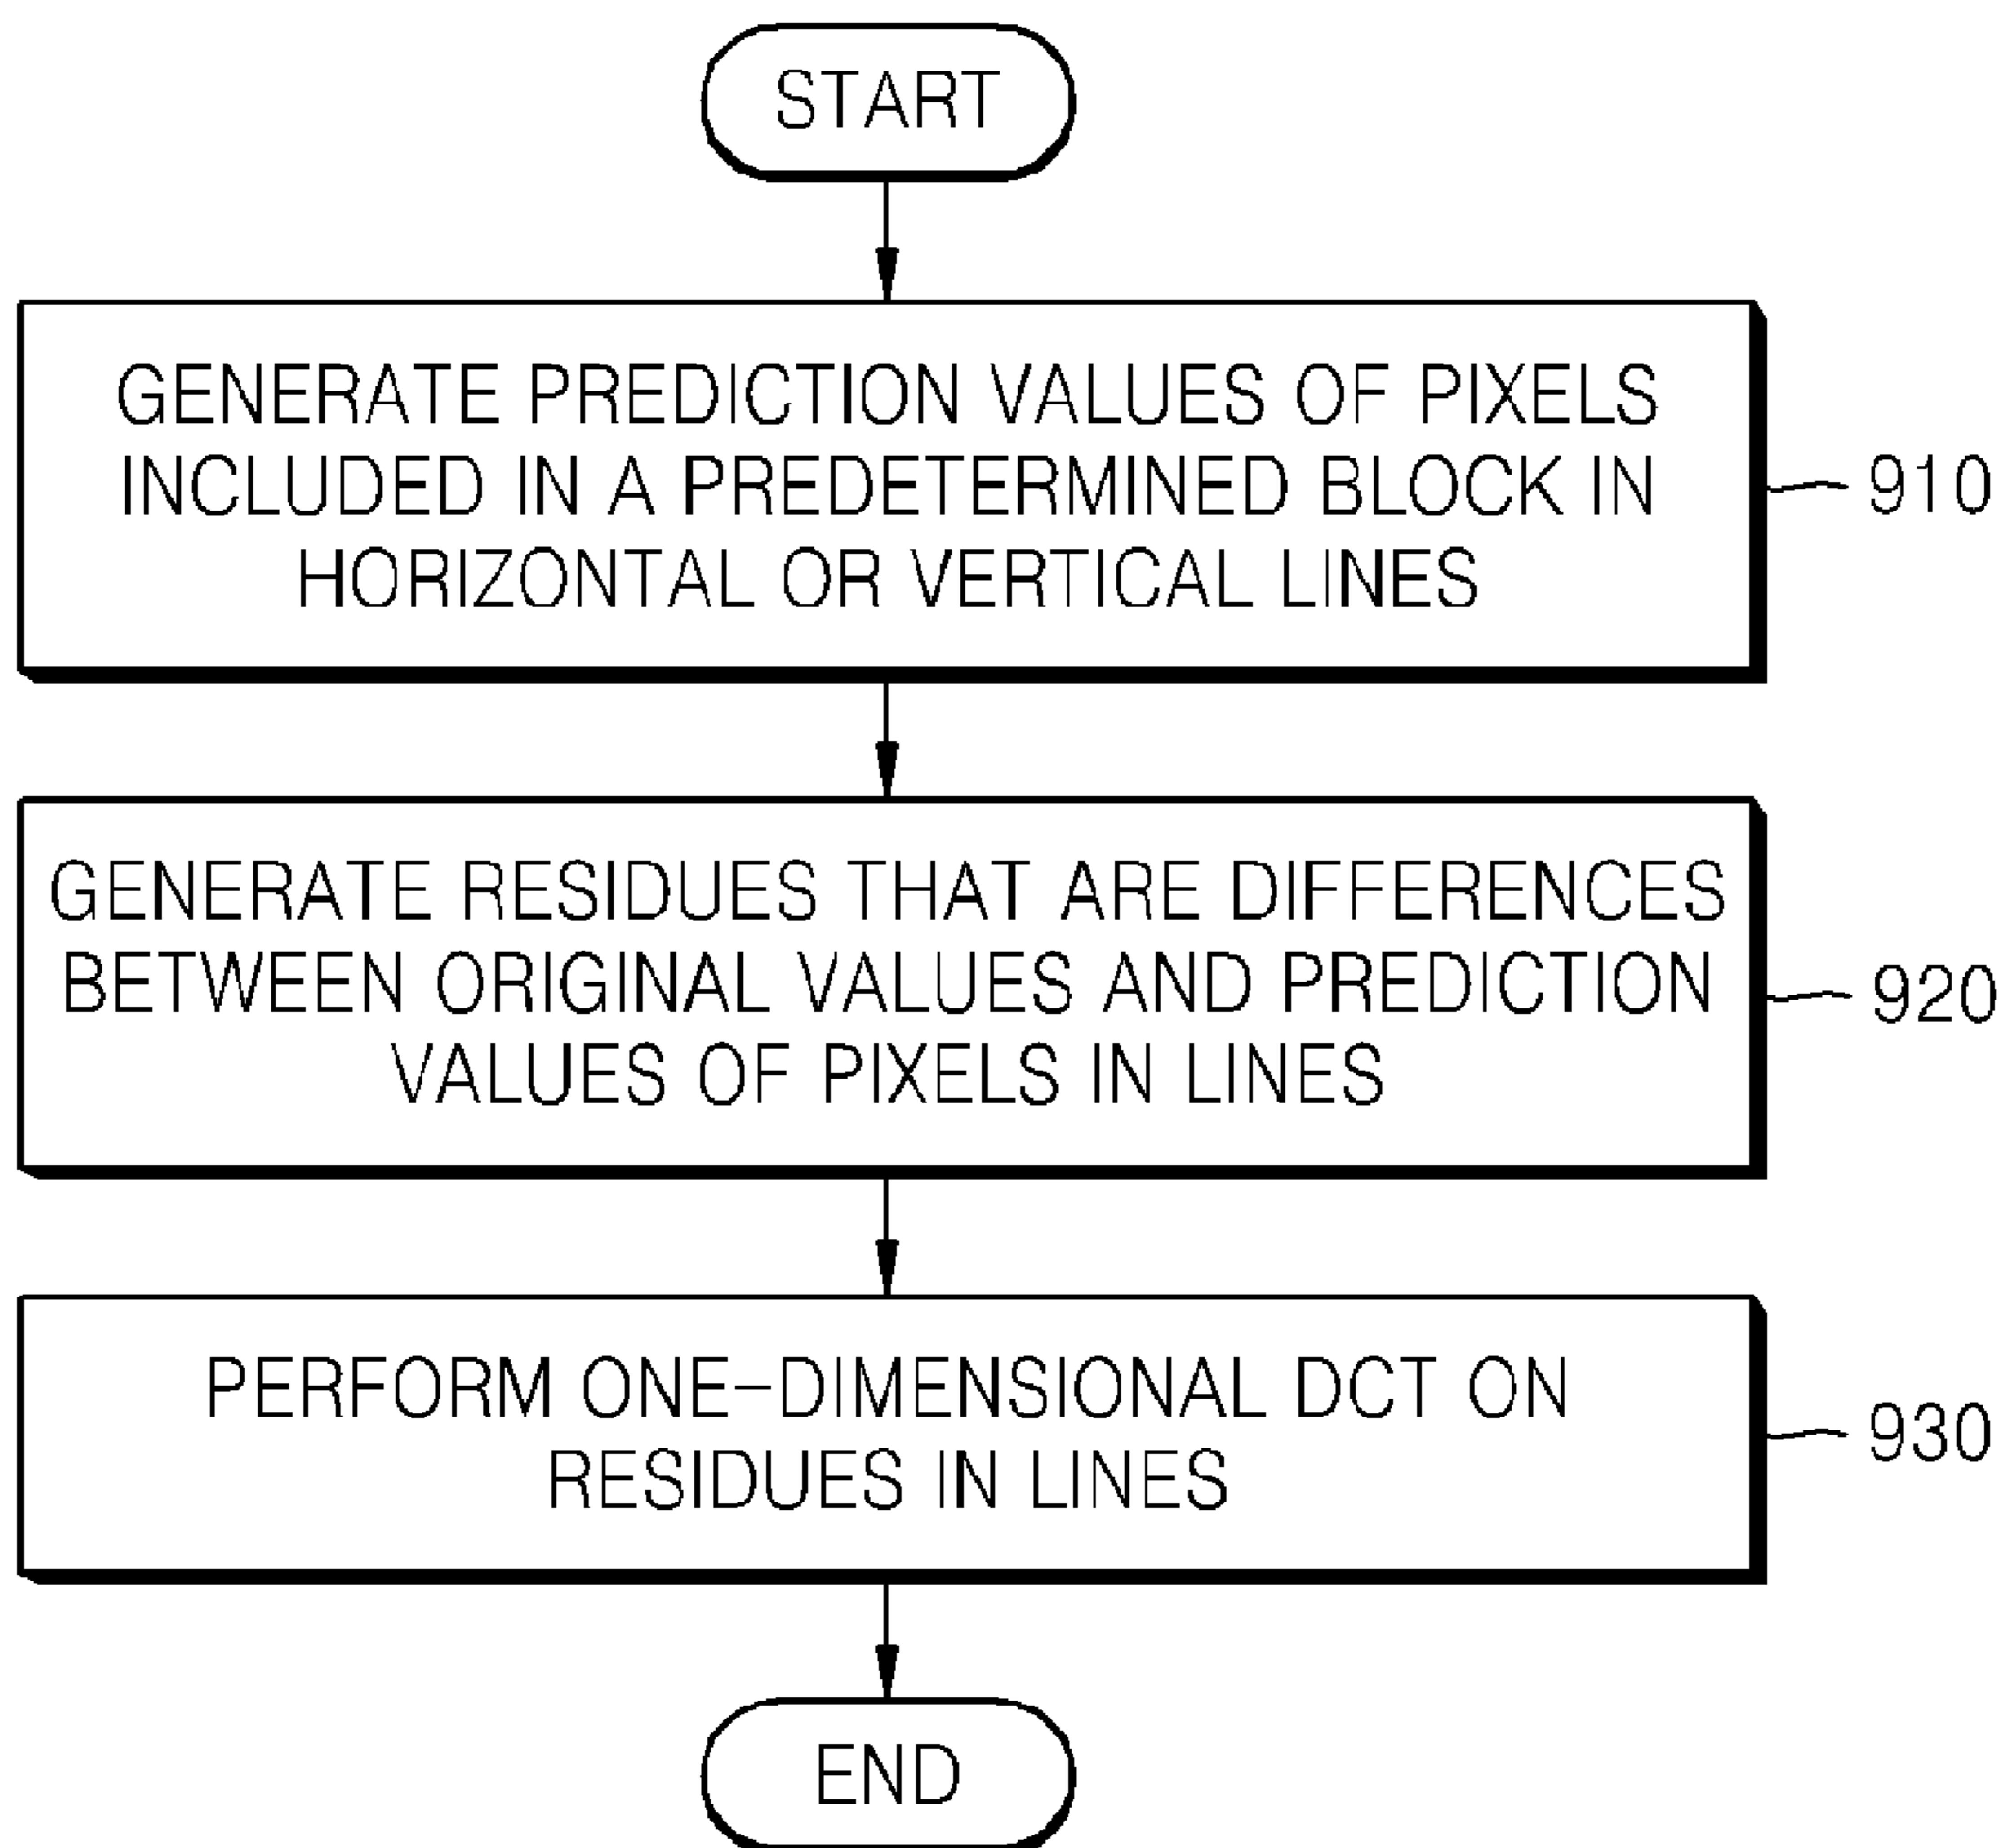 START
GENERATE PREDICTION VALUES OF PIXELS
INCLUDED IN A PREDETERMINED BLOCK IN
HORIZONTAL OR VERTICAL LINES
910
GENERATE RESIDUES THAT ARE DIFFERENCES
BETWEEN ORIGINAL VALUES AND PREDICTION
VALUES OF PIXELS IN LINES
920
PERFORM ONE-DIMENSIONAL DCT ON
RESIDUES IN LINES
930
END